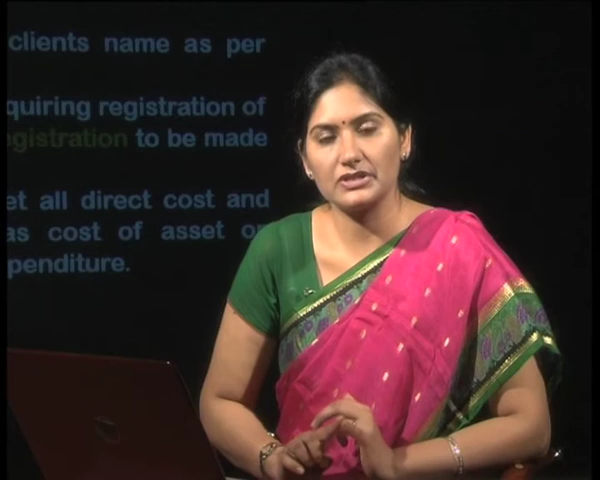 clients name as per
quiring registration of
egistration to be made
et all direct cost and
as cost of asset or
penditure.